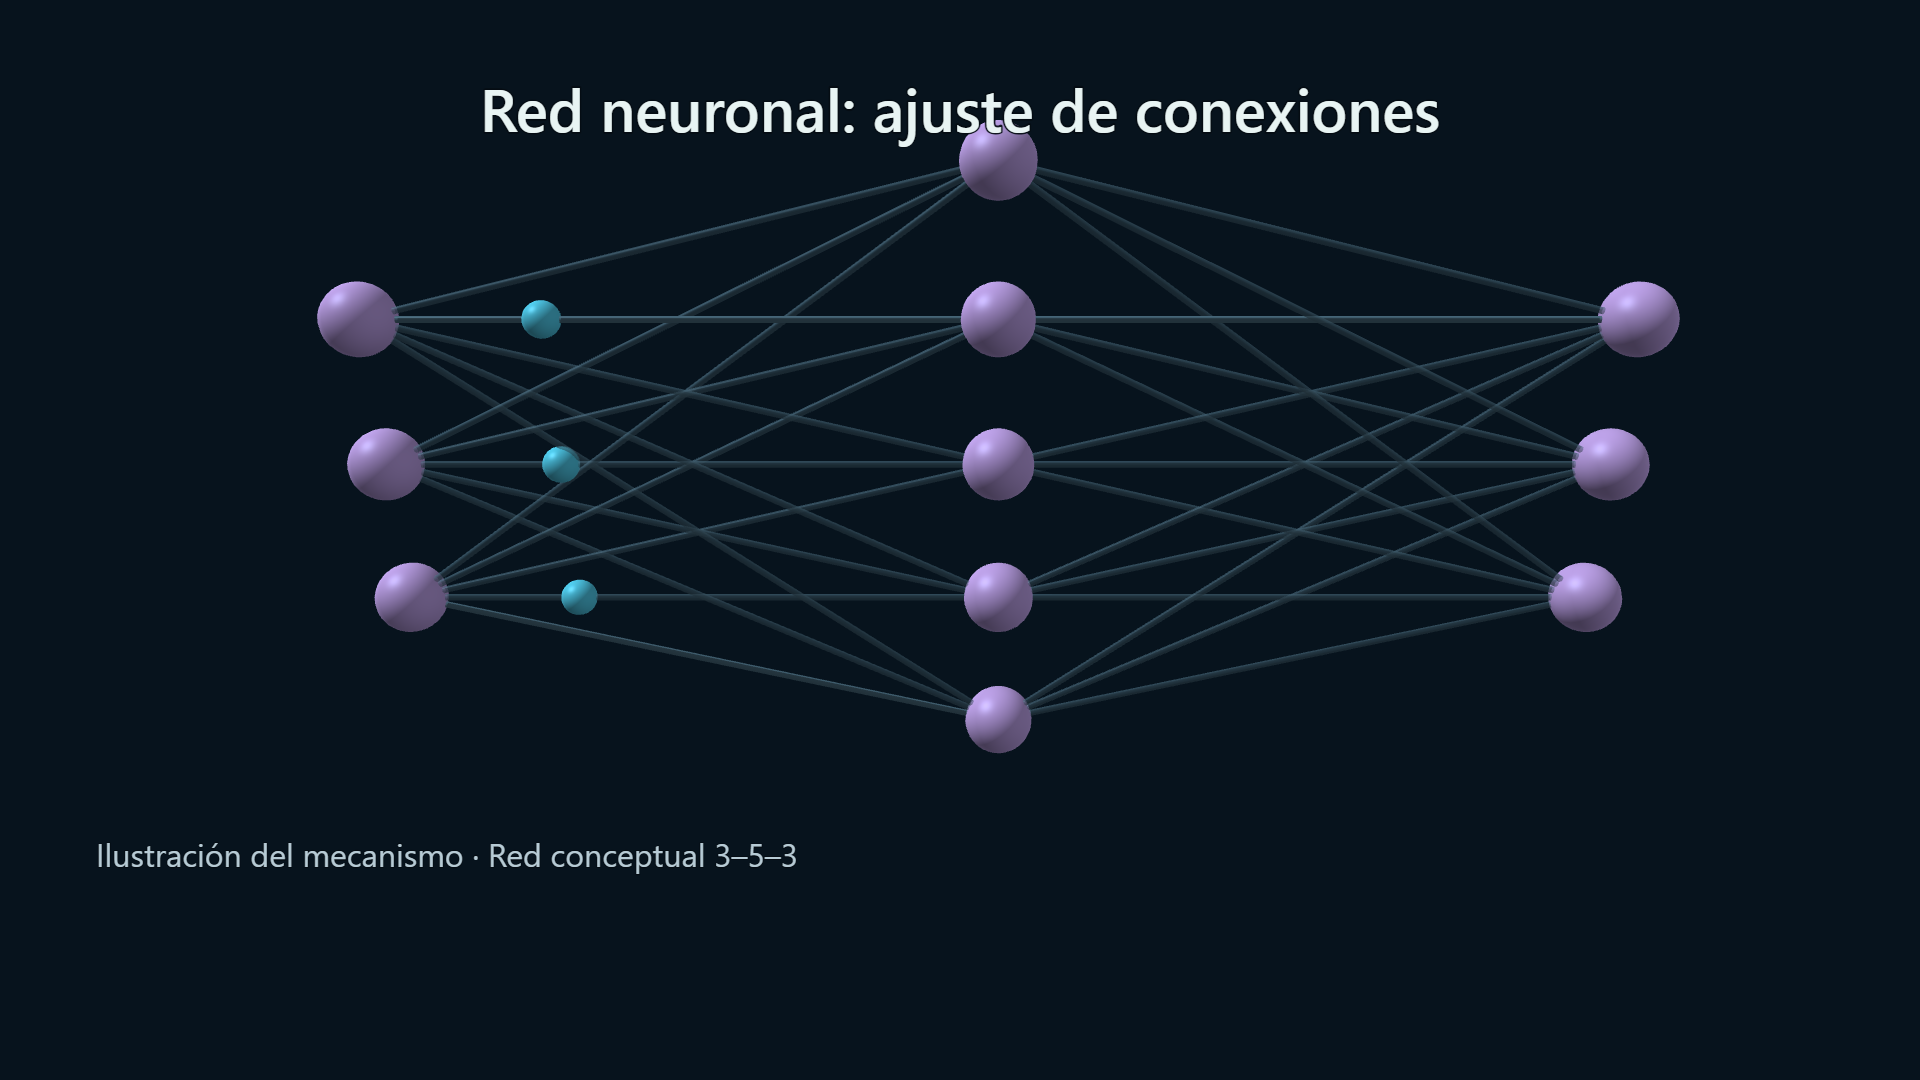 Red neuronal: ajuste de conexiones
Ilustración del mecanismo · Red conceptual 3–5–3